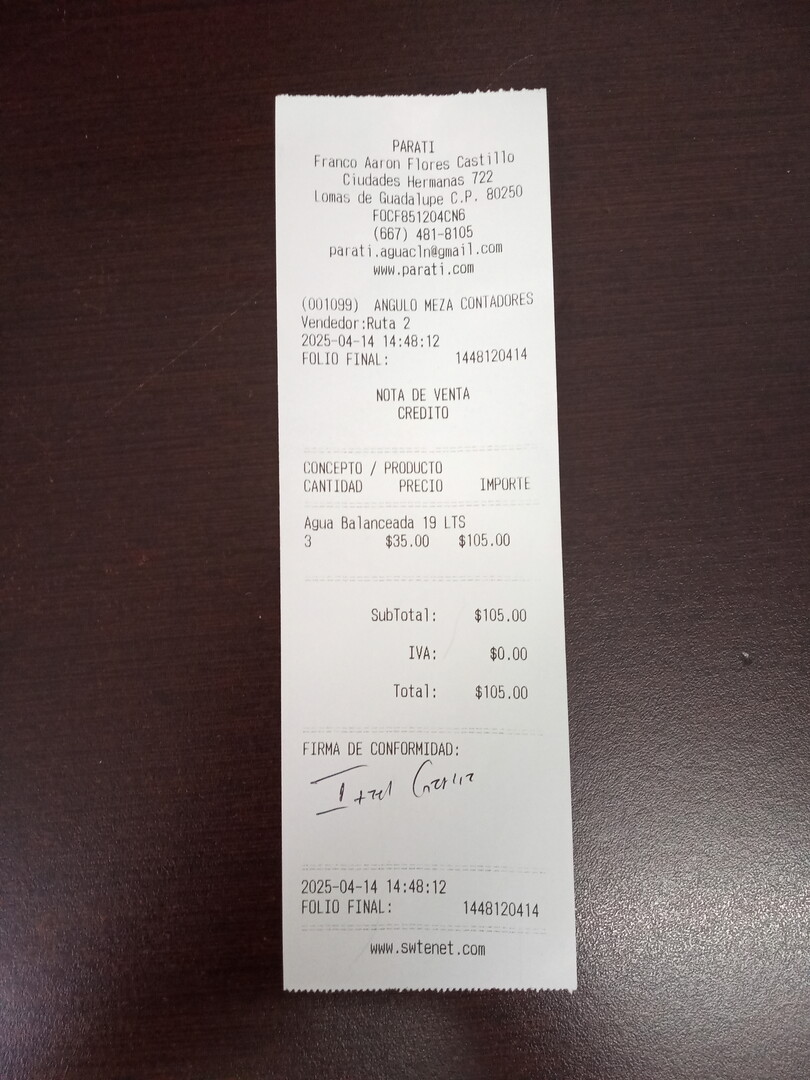 PARATI
Franco Aaron Flores Castillo
Ciudades Hermanas 722
Lomas de Guadalupe C.P. 80250
FOCF851204CN6
(667) 481-8105
parati.aguacln@gmail.com
www.parati.com
(001099) ANGULO MEZA CONTADORES
Vendedor:Ruta 2
2025-04-14 14:48:12
FOLIO FINAL: 1448120414
NOTA DE VENTA
CREDITO
CONCEPTO / PRODUCTO
CANTIDAD PRECIO IMPORTE
Agua Balanceada 19 LTS
3 $35.00 $105.00
SubTotal: $105.00
IVA: $0.00
Total: $105.00
FIRMA DE CONFORMIDAD:
2025-04-14 14:48:12
FOLIO FINAL: 1448120414
www.swtenet.com